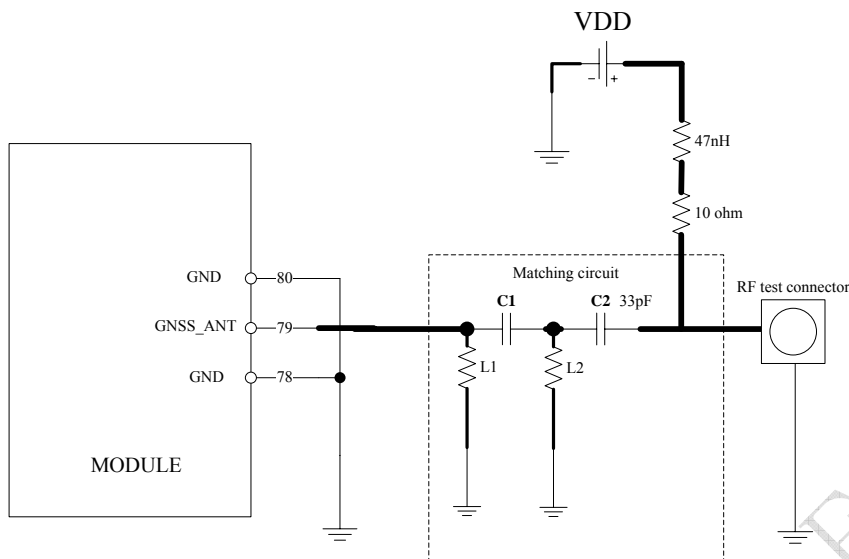 VDD
− +
47nH
10 ohm
Matching circuit
RF test connector
GND 80
C1 C2 33pF
GNSS_ANT 79
L1 L2
GND 78
MODULE